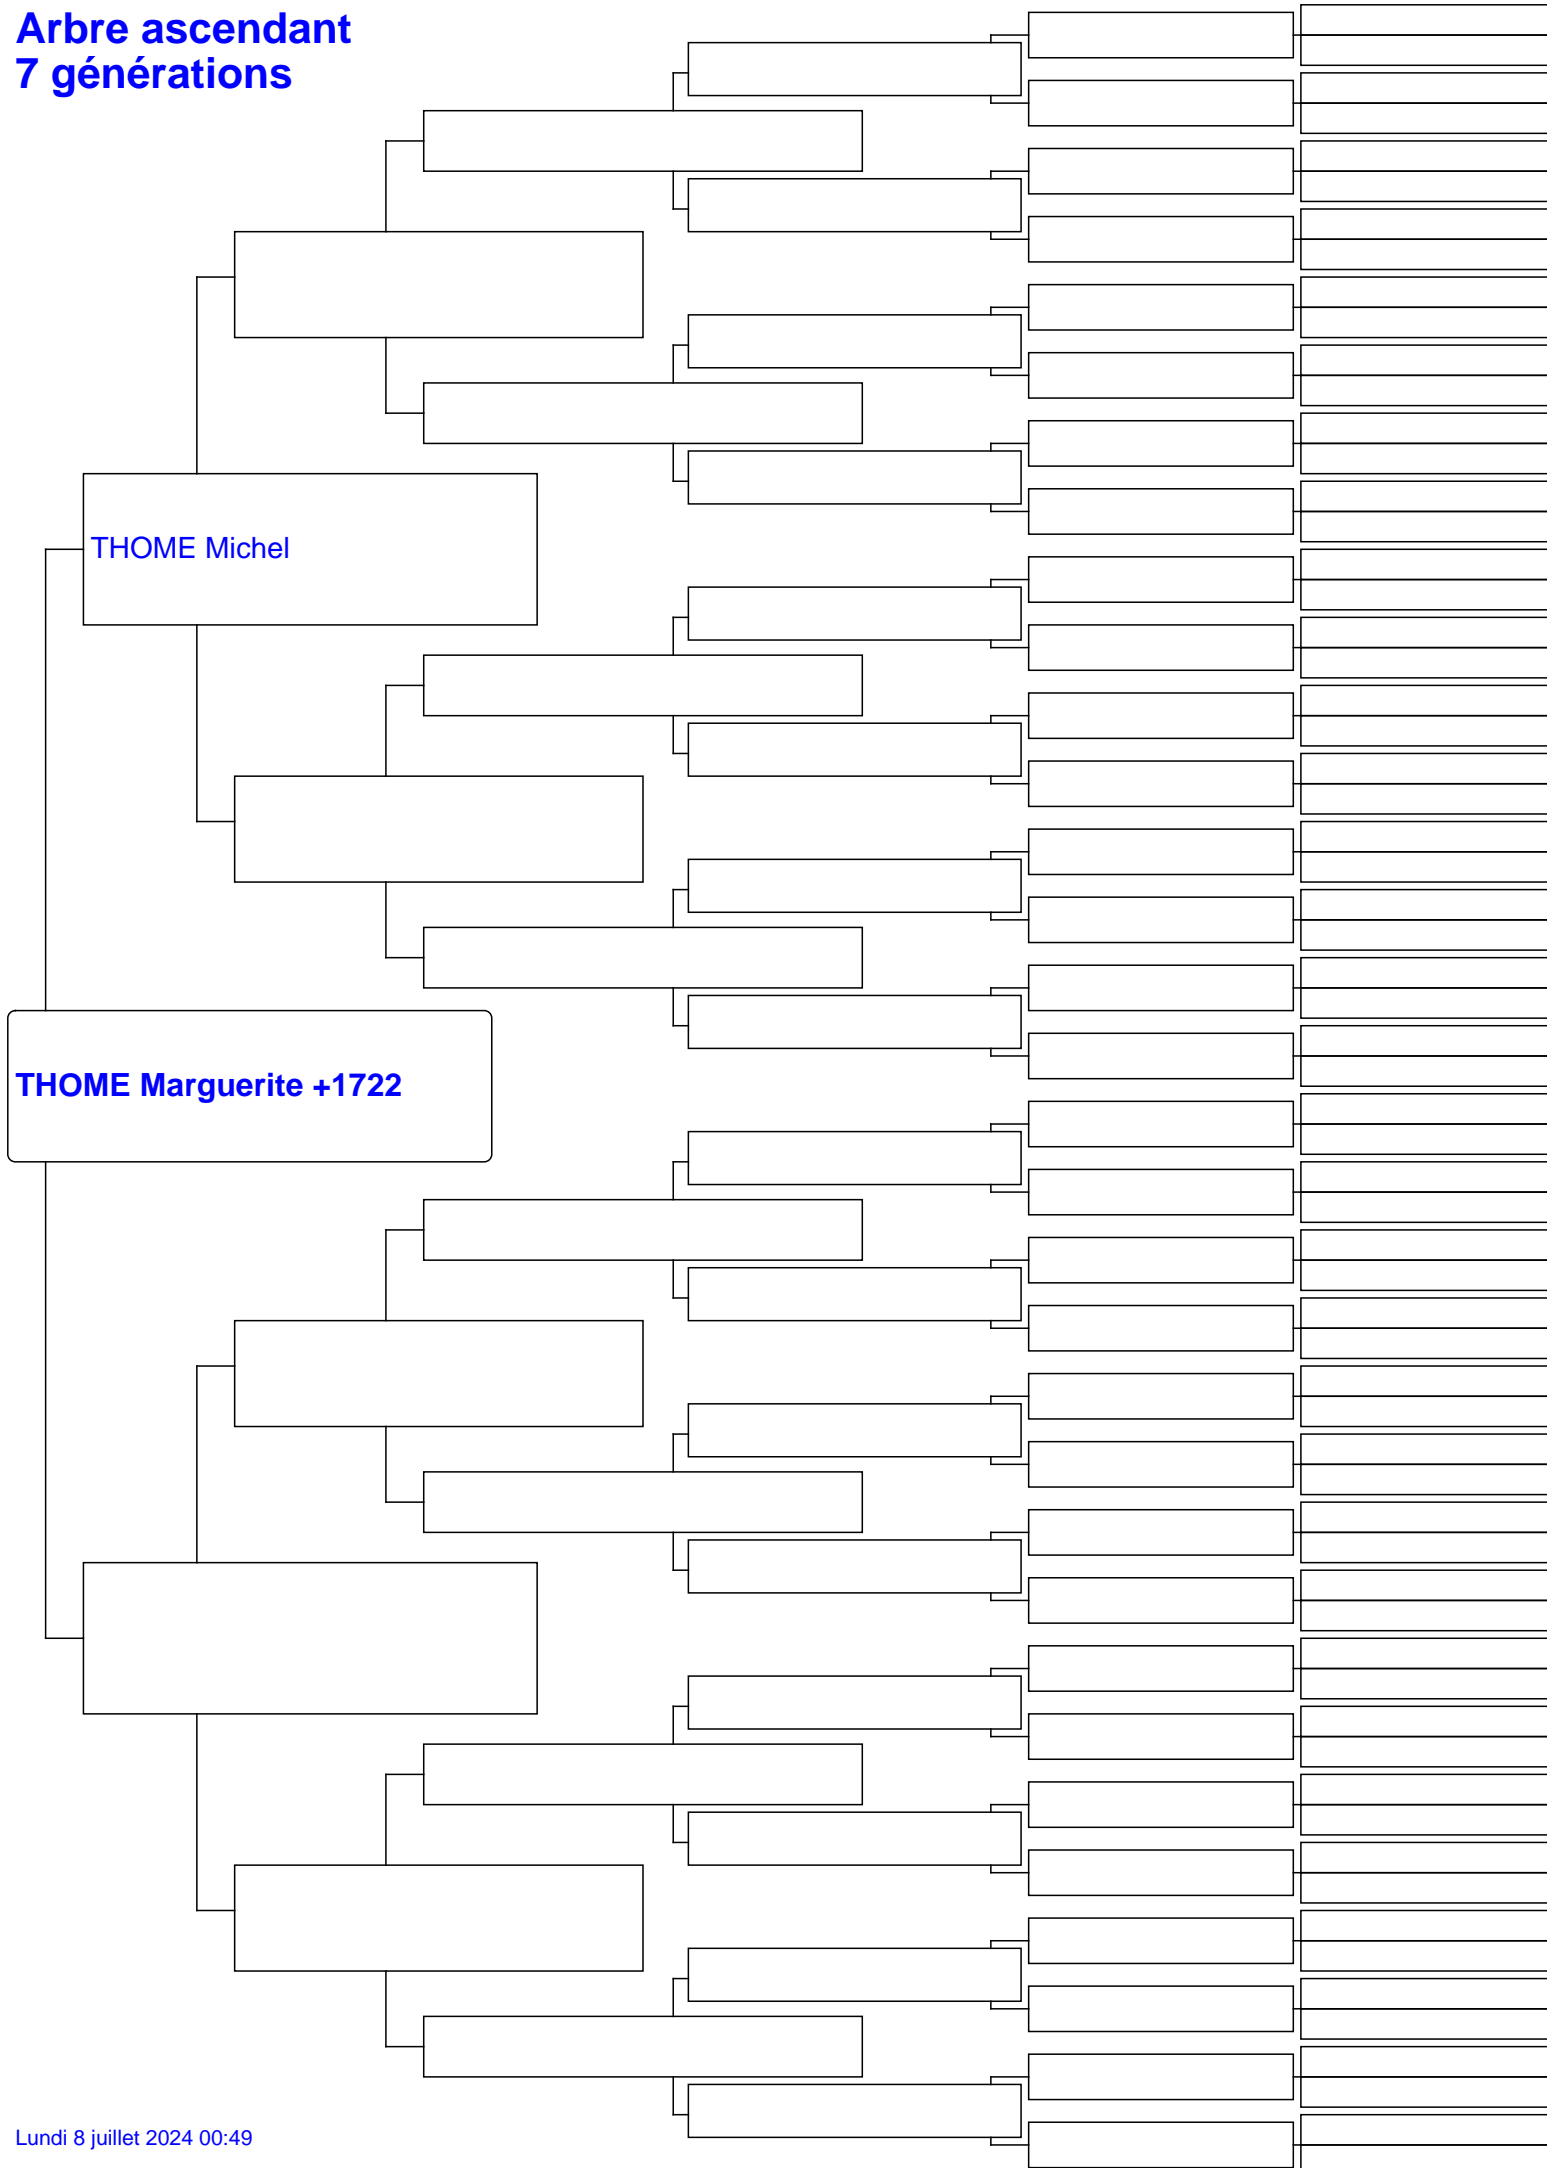 Arbre ascendant
7 générations
THOME Michel
THOME Marguerite +1722
Lundi 8 juillet 2024 00:49